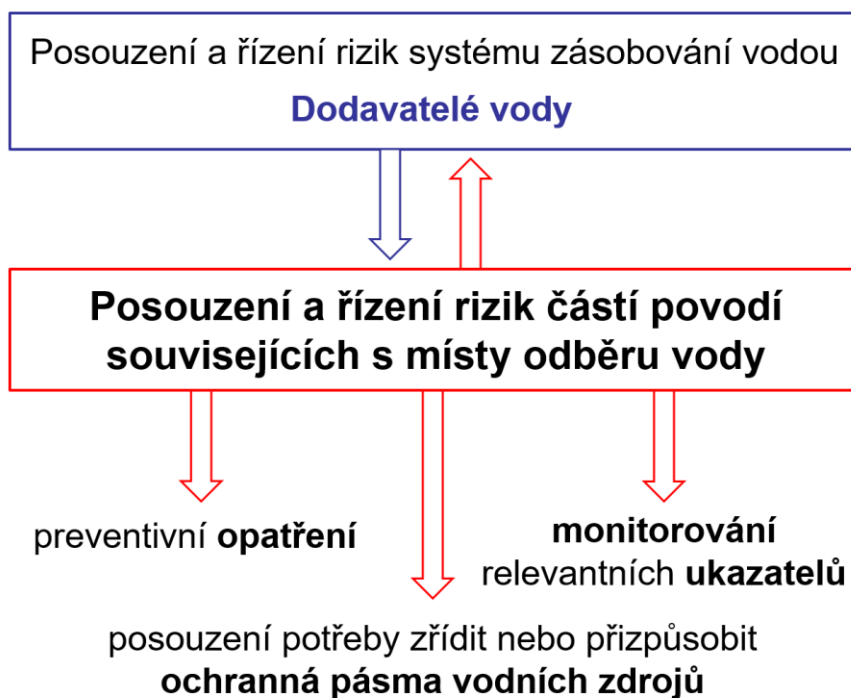 Posouzení a řízení rizik systému zásobování vodou
Dodavatelé vody
Posouzení a řízení rizik částí povodí
souvisejících s místy odběru vody
preventivní opatření
monitorování
relevantních ukazatelů
posouzení potřeby zřídit nebo přizpůsobit
ochranná pásma vodních zdrojů